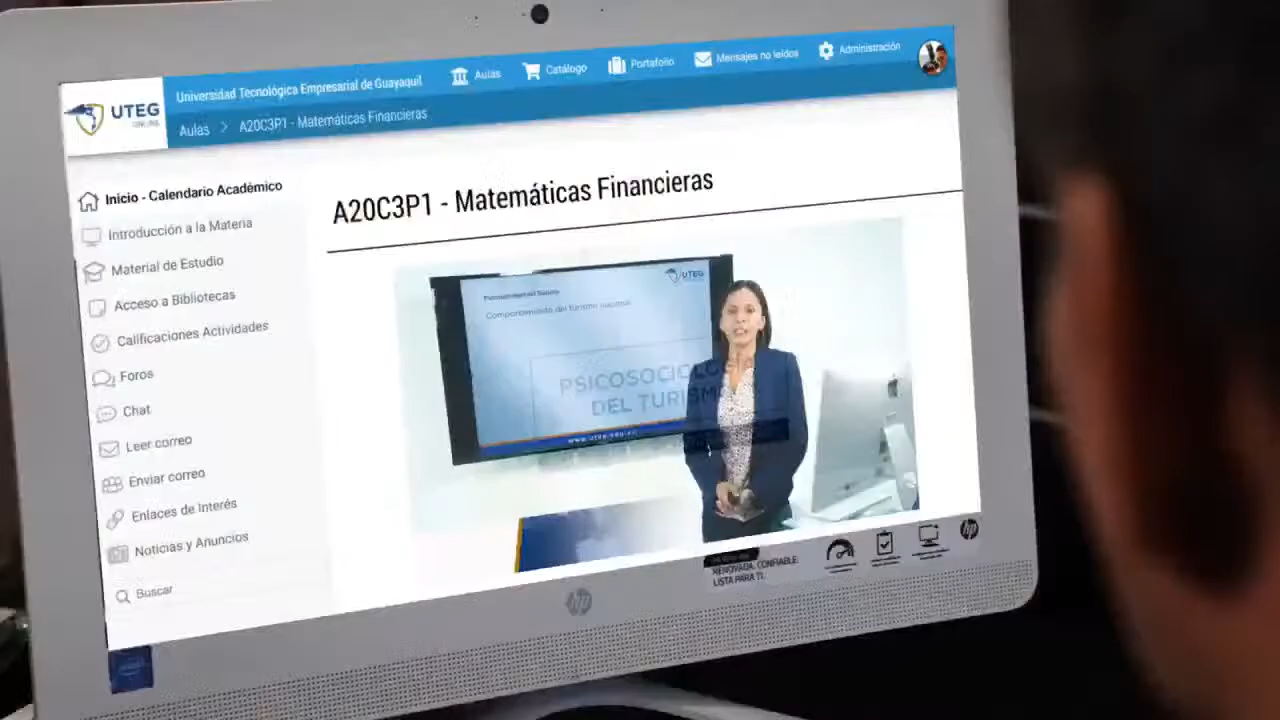 UTEG
ONLINE
Universidad Tecnológica Empresarial de Guayaquil
Aulas
Catálogo
Portafolio
Mensajes no leídos
Administración
Aulas > A20C3P1 - Matemáticas Financieras
Inicio - Calendario Académico
Introducción a la Materia
Material de Estudio
Acceso a Bibliotecas
Calificaciones Actividades
Foros
Chat
Leer correo
Enviar correo
Enlaces de Interés
Noticias y Anuncios
Buscar
A20C3P1 - Matemáticas Financieras
UTEG
Comportamiento del turismo
PSICOSOCIOLOGÍA
DEL TURISMO
www.uteg.edu.ec
RENOVADA, CONFIABLE,
LISTA PARA TI.
hp
hp